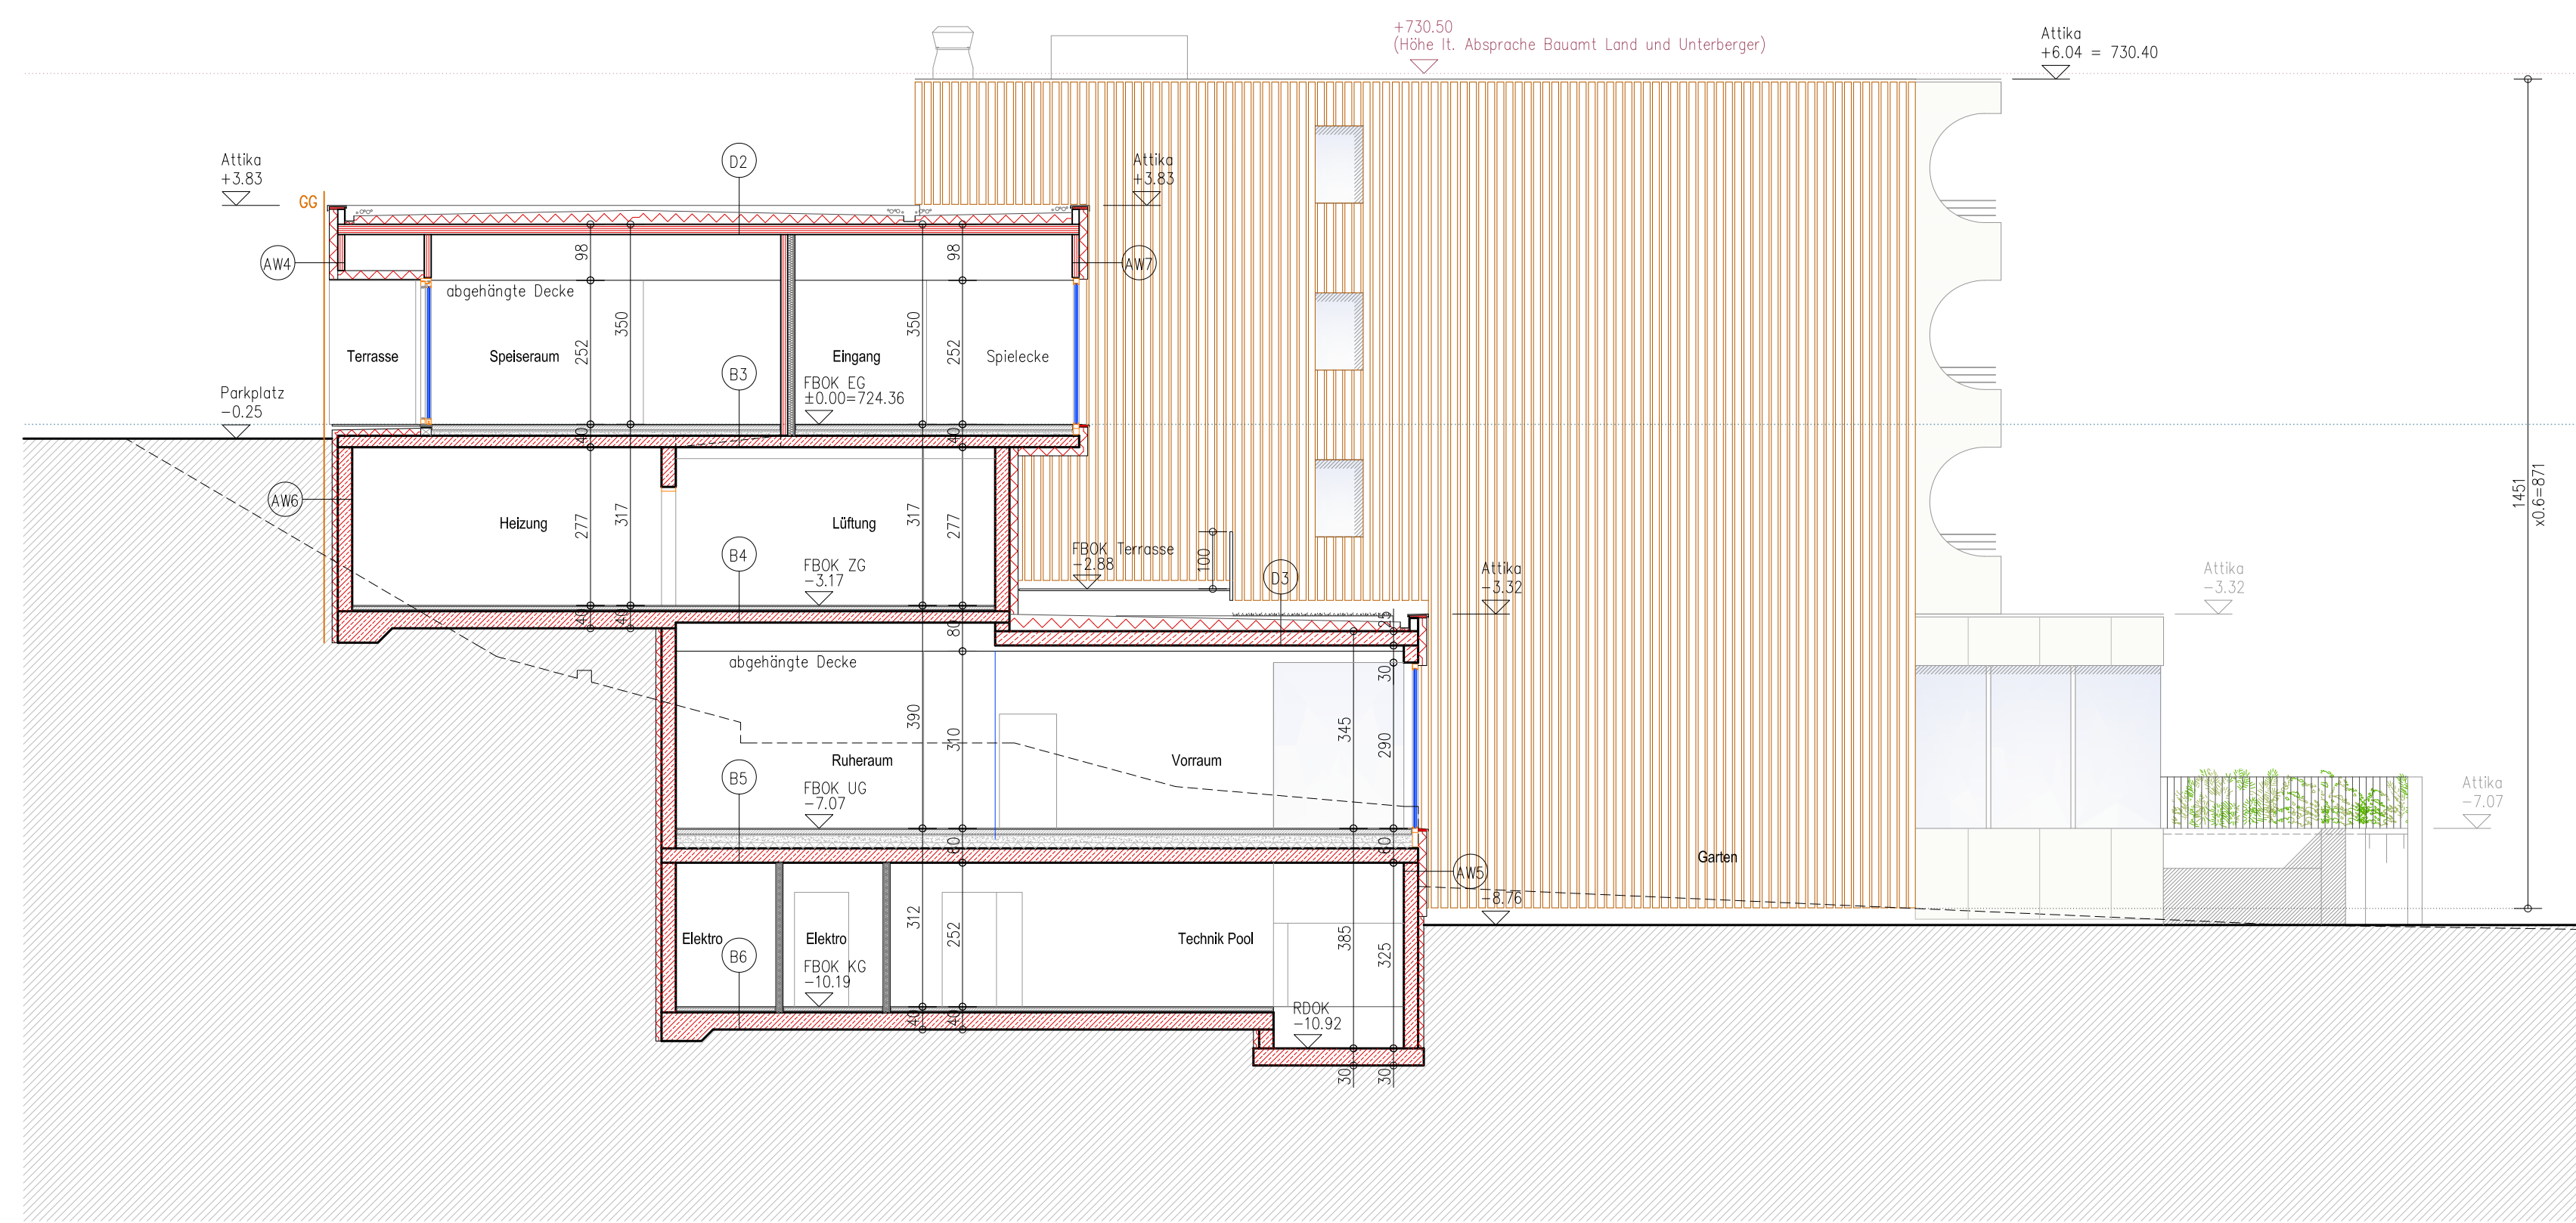 +730.50
(Höhe lt. Absprache Bauamt Land und Unterberger)
Attika
+6.04 = 730.40
Attika
+3.83
D2
Attika
+3.83
GG
AW4
98
98
AW7
abgehängte Decke
350
350
252
252
Terrasse
Speiseraum
Eingang
Spielecke
B3
FBOK EG
±0.00=724.36
Parkplatz
-0.25
40
40
1451
x0.6=871
AW6
Heizung
Lüftung
277
317
317
277
B4
FBOK Terrasse
-2.88
100
FBOK ZG
-3.17
D3
Attika
-3.32
Attika
-3.32
40
40
80
25
abgehängte Decke
30
390
310
345
290
Ruheraum
Vorraum
B5
FBOK UG
-7.07
Attika
-7.07
60
60
Garten
AW5
-8.76
312
252
385
325
Elektro
Elektro
Technik Pool
B6
FBOK KG
-10.19
RDOK
-10.92
40
40
30
30